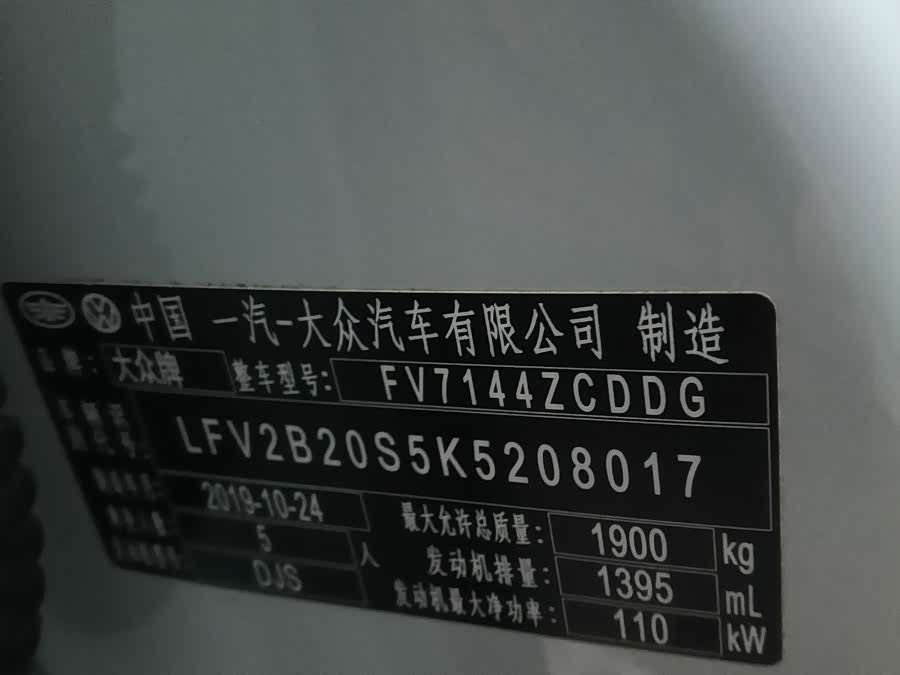 中国 一汽-大众汽车有限公司 制造
品牌: 大众牌 整车型号: FV7144ZCDDG
LFV2B20S5K5208017
2019-10-24 最大允许总质量: 1900 kg
5 人 发动机排量: 1395 mL
DJS 发动机最大净功率: 110 kW